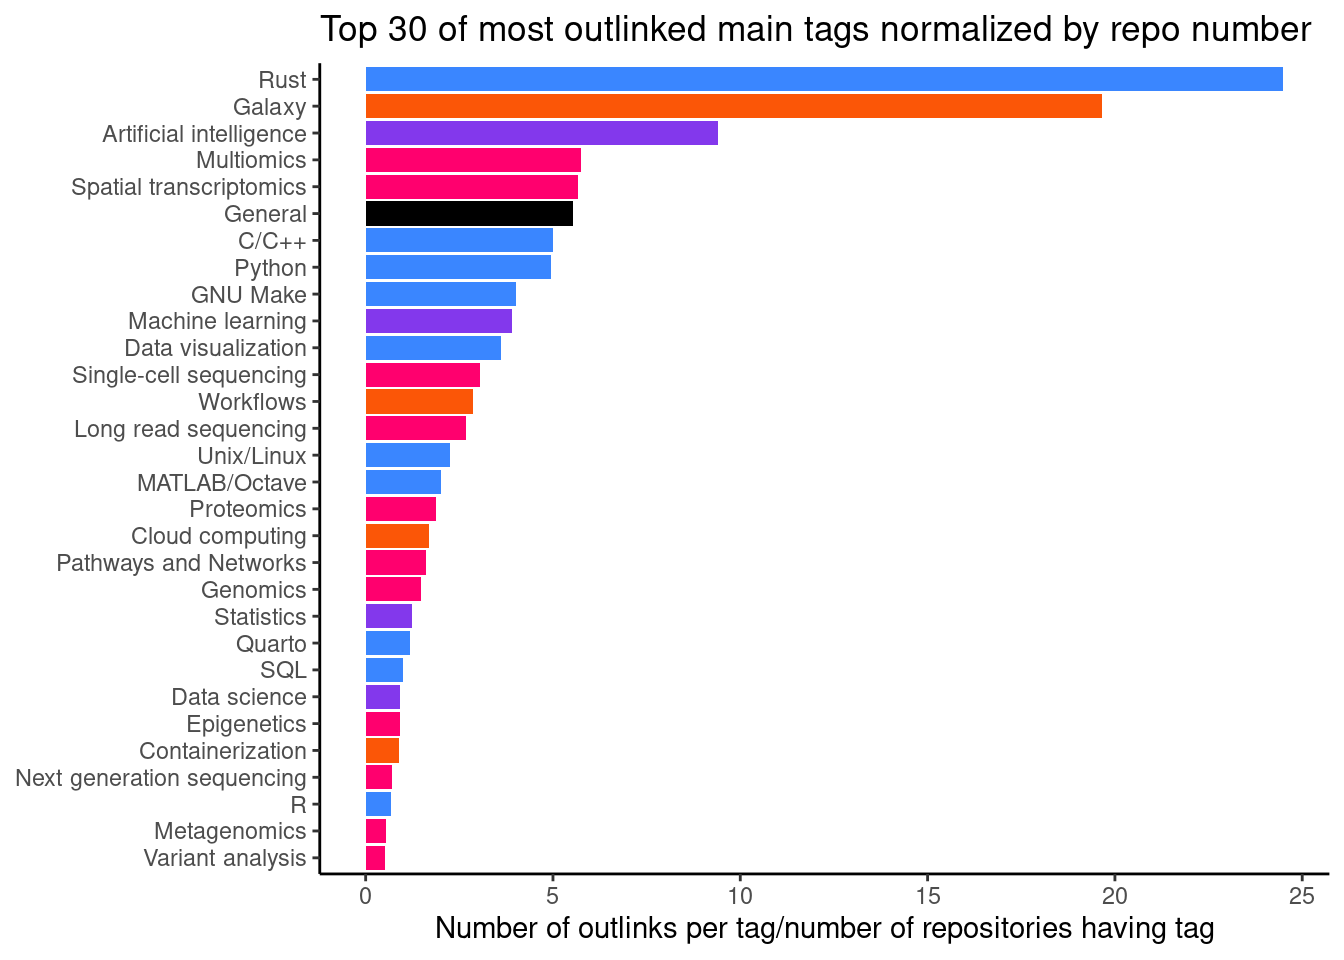 Top 30 of most outlinked main tags normalized by repo number
Rust
Galaxy
Artificial intelligence
Multiomics
Spatial transcriptomics
General
C/C++
Python
GNU Make
Machine learning
Data visualization
Single-cell sequencing
Workflows
Long read sequencing
Unix/Linux
MATLAB/Octave
Proteomics
Cloud computing
Pathways and Networks
Genomics
Statistics
Quarto
SQL
Data science
Epigenetics
Containerization
Next generation sequencing
R
Metagenomics
Variant analysis
0 5 10 15 20 25
Number of outlinks per tag/number of repositories having tag